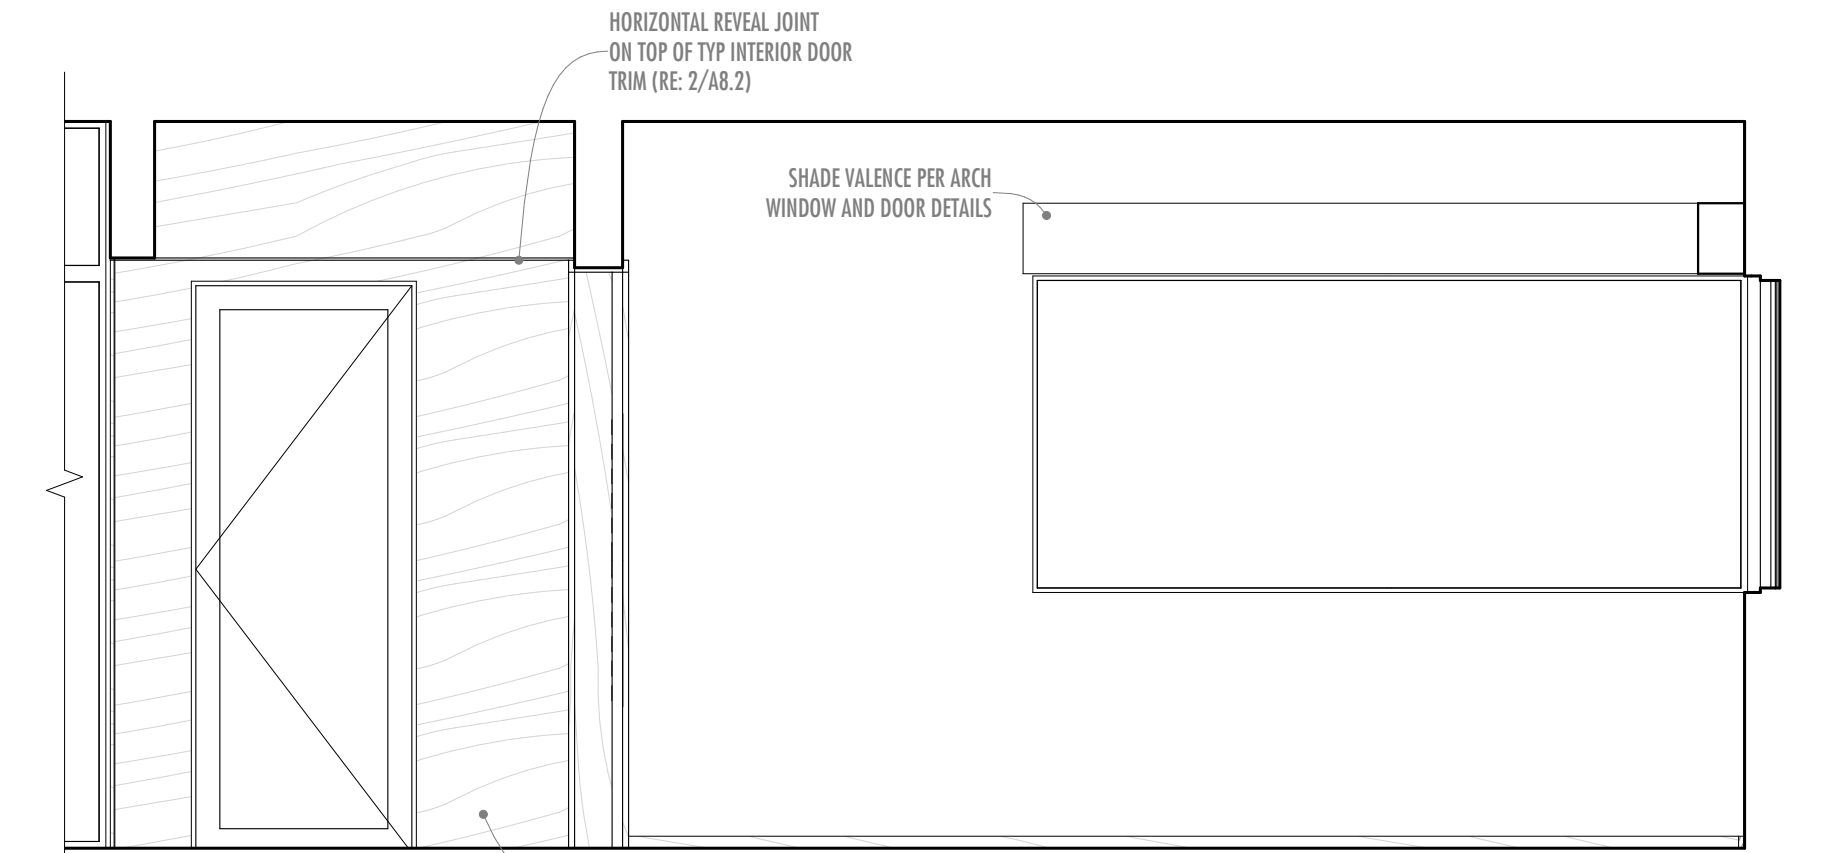 HORIZONTAL REVEAL JOINT
ON TOP OF TYP INTERIOR DOOR
TRIM (RE: 2/A8.2)
SHADE VALENCE PER ARCH
WINDOW AND DOOR DETAILS